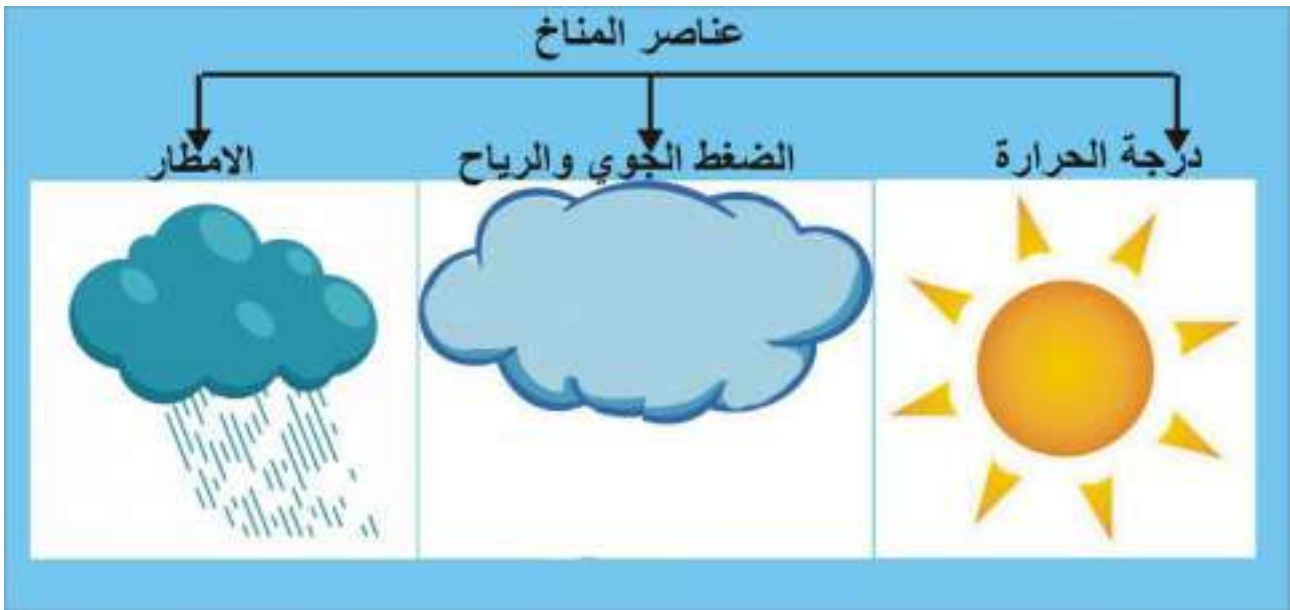 عناصر المناخ
درجة الحرارة
الضغط الجوي والرياح
الامطار